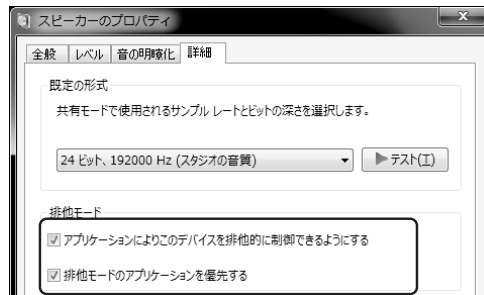 スピーカーのプロパティ
全般 レベル 音の明瞭化 詳細
既定の形式
共有モードで使用されるサンプル レートとビットの深さを選択します。
24 ビット、192000 Hz (スタジオの音質) テスト(T)
排他モード
アプリケーションによりこのデバイスを排他的に制御できるようにする
排他モードのアプリケーションを優先する